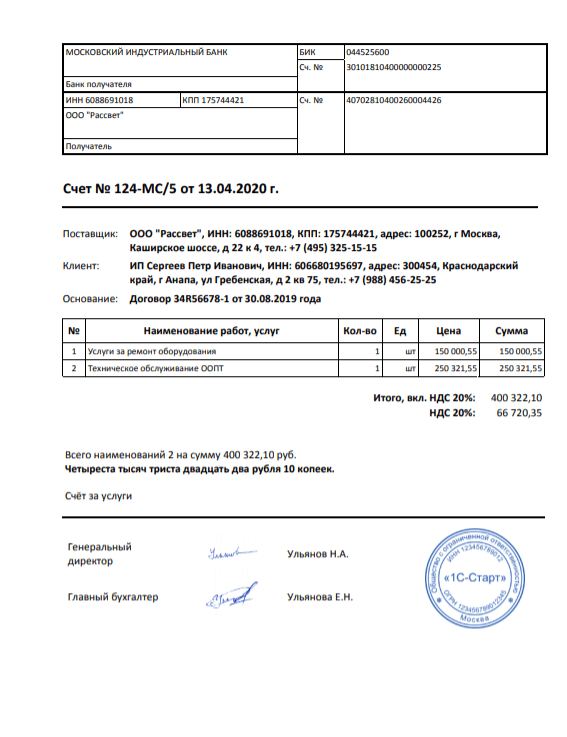 МОСКОВСКИЙ ИНДУСТРИАЛЬНЫЙ БАНК БИК 044525600
Сч. № 30101810400000000225
Банк получателя
ИНН 6088691018 КПП 175744421 Сч. № 40702810400260004426
ООО "Рассвет"
Получатель
Счет № 124-МС/5 от 13.04.2020 г.
Поставщик: ООО "Рассвет", ИНН: 6088691018, КПП: 175744421, адрес: 100252, г Москва,
Каширское шоссе, д 22 к 4, тел.: +7 (495) 325-15-15
Клиент: ИП Сергеев Петр Иванович, ИНН: 606680195697, адрес: 300454, Краснодарский
край, г Анапа, ул Гребенская, д 2 кв 75, тел.: +7 (988) 456-25-25
Основание: Договор 34R56678-1 от 30.08.2019 года
№ Наименование работ, услуг Кол-во Ед Цена Сумма
1 Услуги за ремонт оборудования 1 шт 150 000,55 150 000,55
2 Техническое обслуживание ООПТ 1 шт 250 321,55 250 321,55
Итого, вкл. НДС 20%: 400 322,10
НДС 20%: 66 720,35
Всего наименований 2 на сумму 400 322,10 руб.
Четыреста тысяч триста двадцать два рубля 10 копеек.
Счёт за услуги
Генеральный
директор Ульянов Н.А.
Главный бухгалтер Ульянова Е.Н.
Общество с ограниченной ответственностью
ИНН 123456789012
«1С-Старт»
ОГРН 123456789012345
Москва